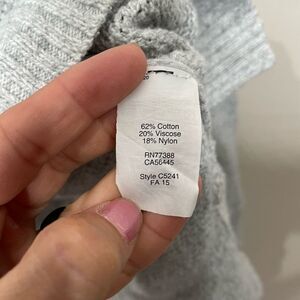 62% Cotton
20% Viscose
18% Nylon
RN77388
CA56445
Style C5241
FA 15